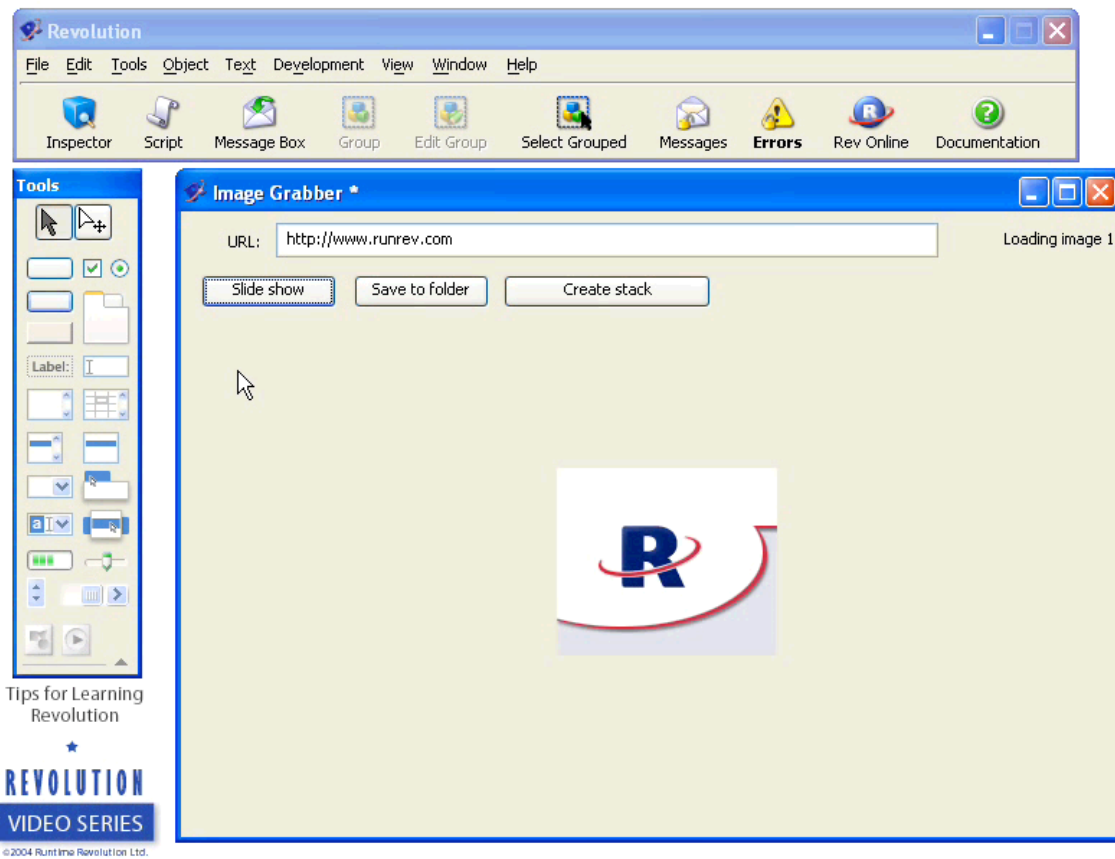 Revolution
File Edit Tools Object Text Development View Window Help
Inspector Script Message Box Group Edit Group Select Grouped Messages Errors Rev Online Documentation
Tools
Image Grabber *
URL: http://www.runrev.com Loading image 1
Slide show Save to folder Create stack
Label:
a
R
Tips for Learning
Revolution
REVOLUTION
VIDEO SERIES
©2004 Runtime Revolution Ltd.